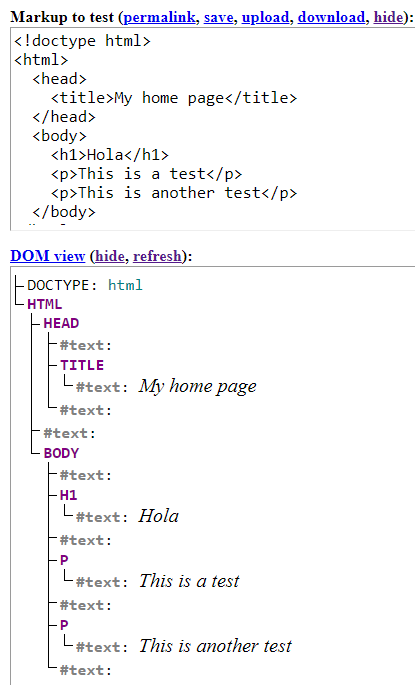 Markup to test (permalink, save, upload, download, hide):
<!doctype html>
<html>
<head>
<title>My home page</title>
</head>
<body>
<h1>Hola</h1>
<p>This is a test</p>
<p>This is another test</p>
</body>
DOM view (hide, refresh):
DOCTYPE: html
HTML
HEAD
#text:
TITLE
#text: My home page
#text:
#text:
BODY
#text:
H1
#text: Hola
#text:
P
#text: This is a test
#text:
P
#text: This is another test
#text: